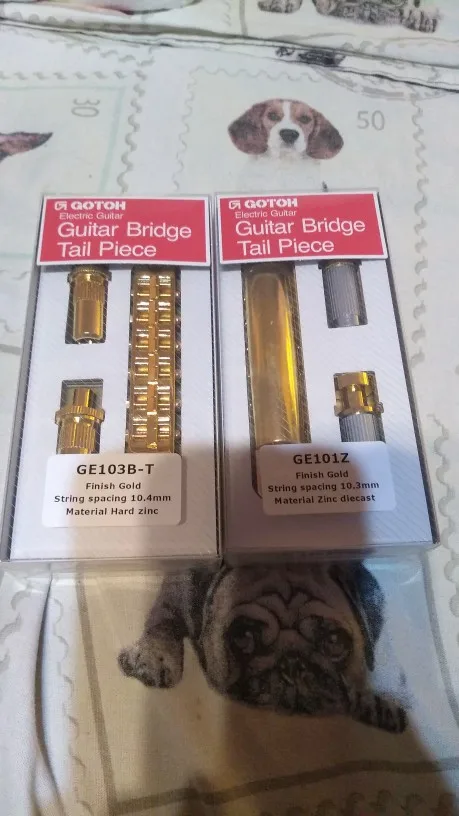 50
GOTOH
Electric Guitar
Guitar Bridge
Tail Piece
GE103B-T
Finish Gold
String spacing 10.4mm
Material Hard zinc
GOTOH
Electric Guitar
Guitar Bridge
Tail Piece
GE101Z
Finish Gold
String spacing 10.3mm
Material Zinc diecast